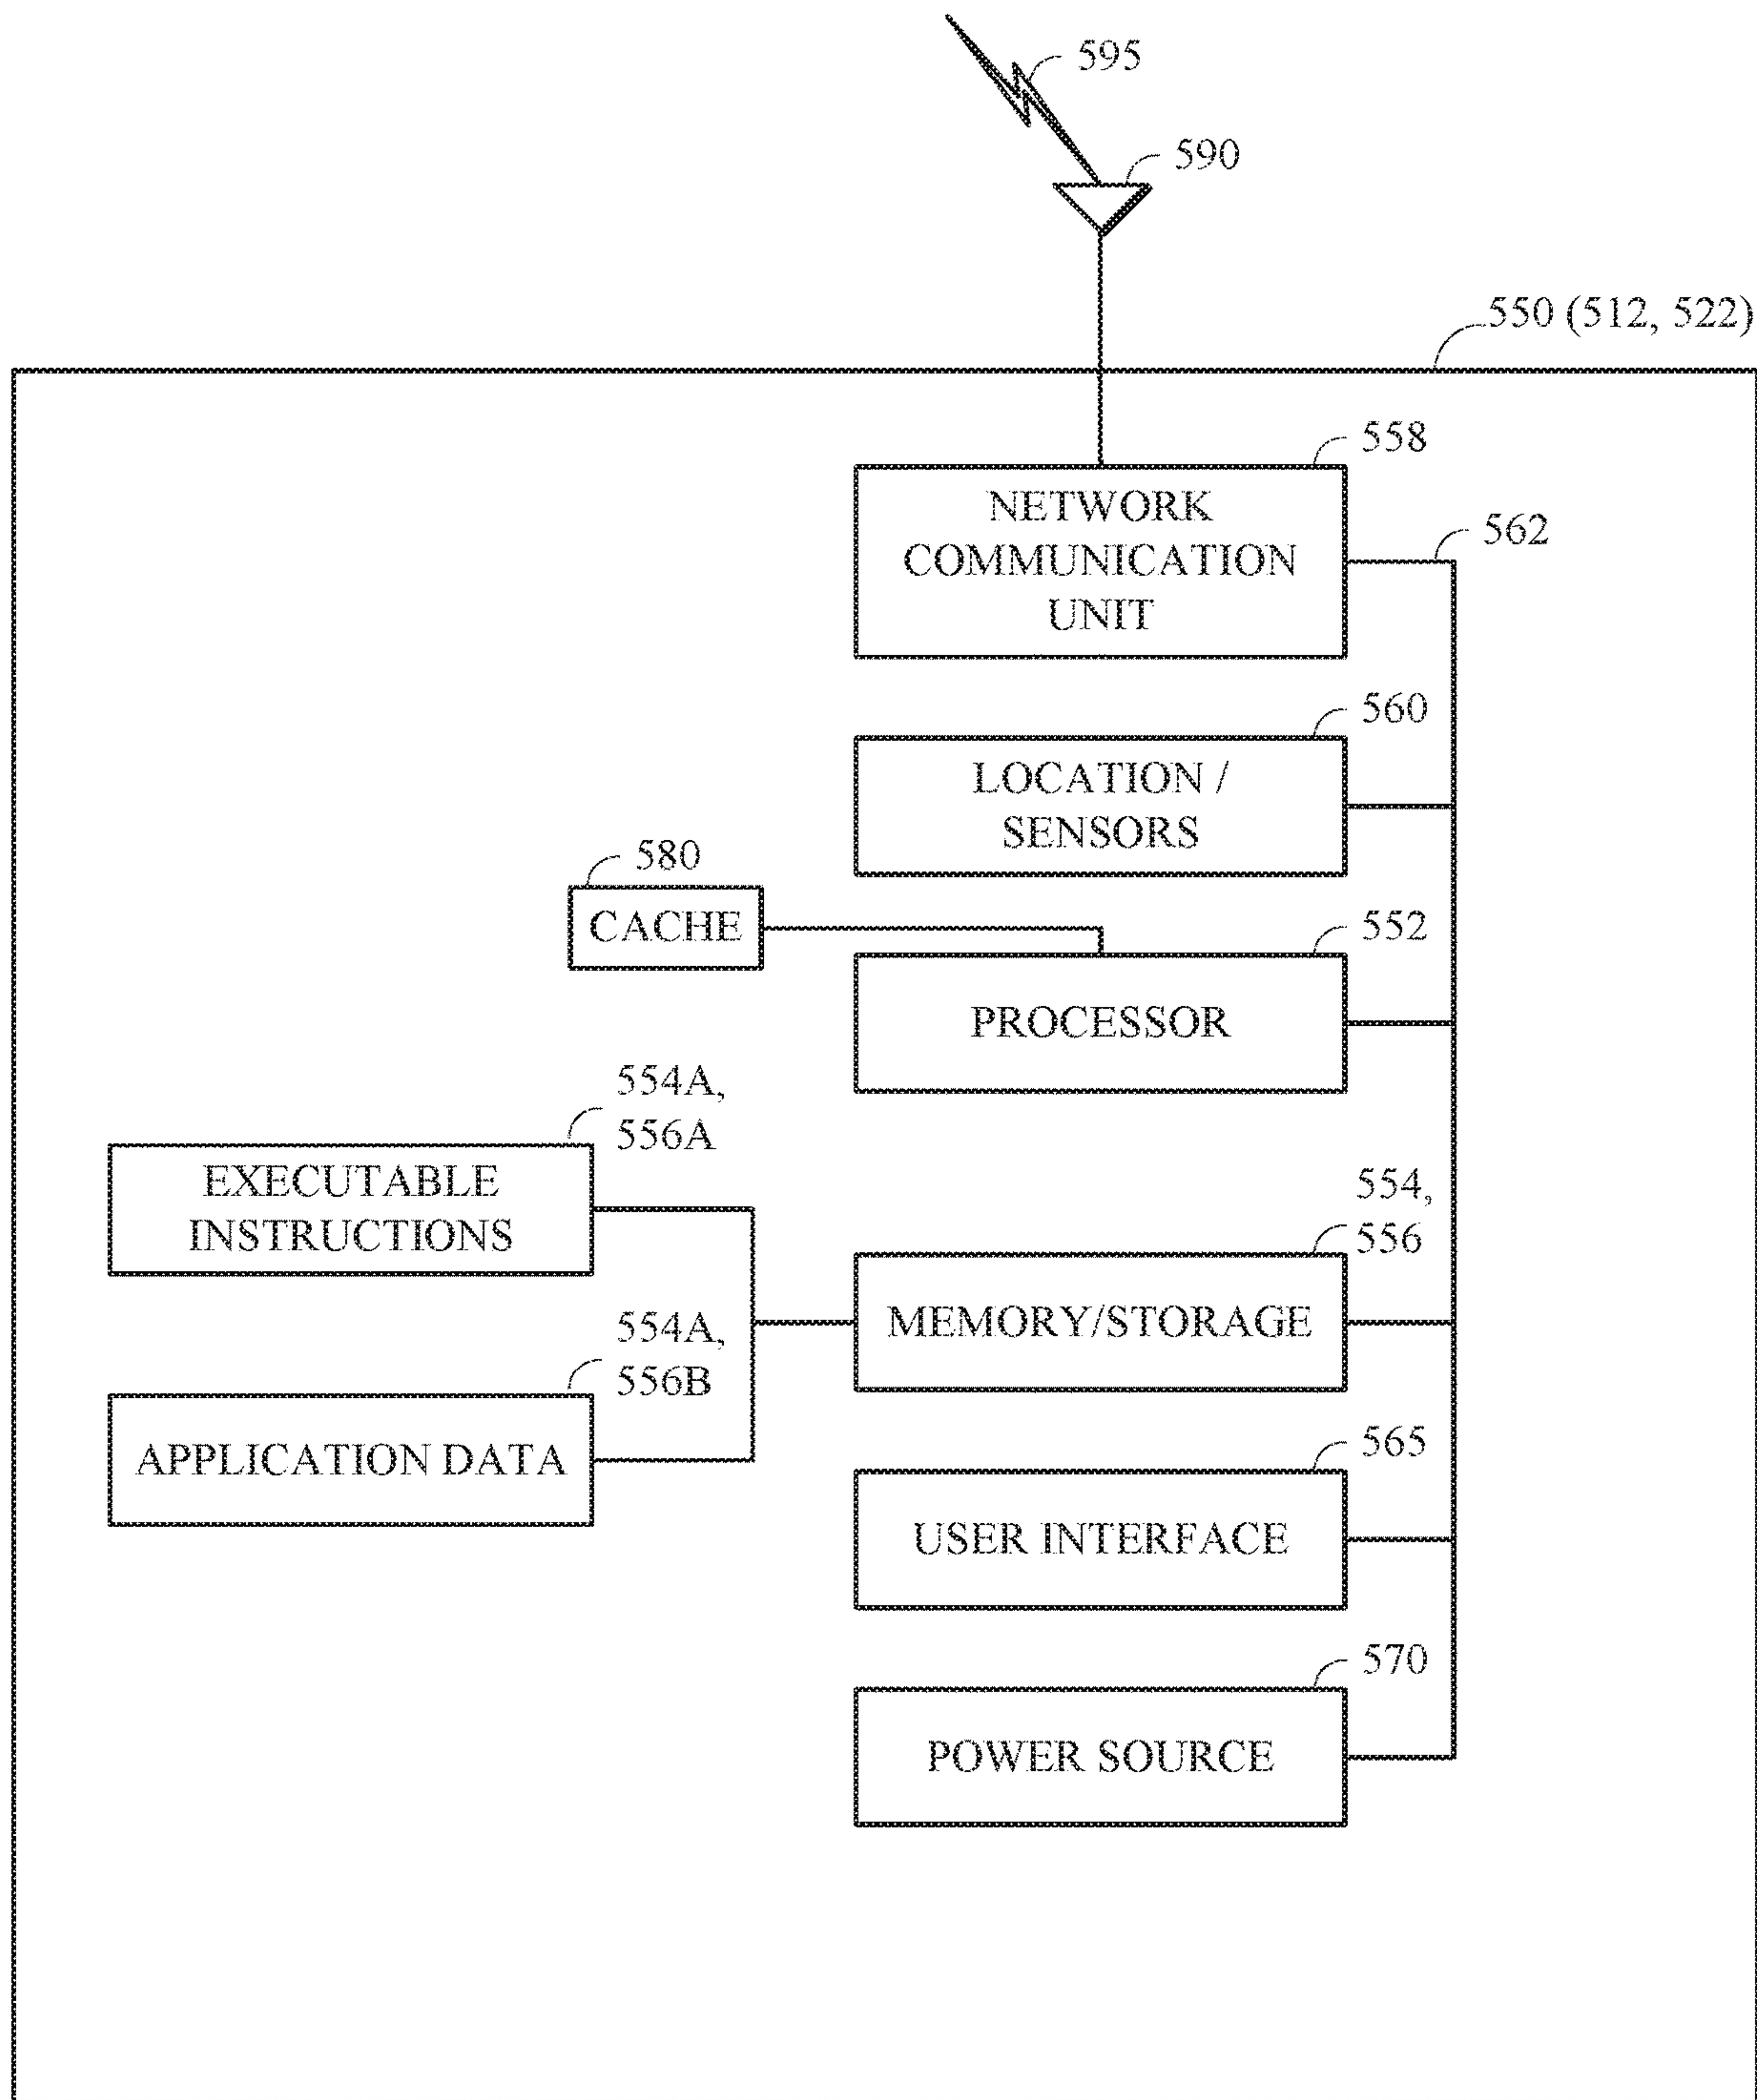 595
590
550 (512, 522)
558
NETWORK
COMMUNICATION
UNIT
562
560
LOCATION /
SENSORS
580
CACHE
552
PROCESSOR
554A,
556A
EXECUTABLE
INSTRUCTIONS
554,
556
MEMORY/STORAGE
554A,
556B
APPLICATION DATA
565
USER INTERFACE
570
POWER SOURCE